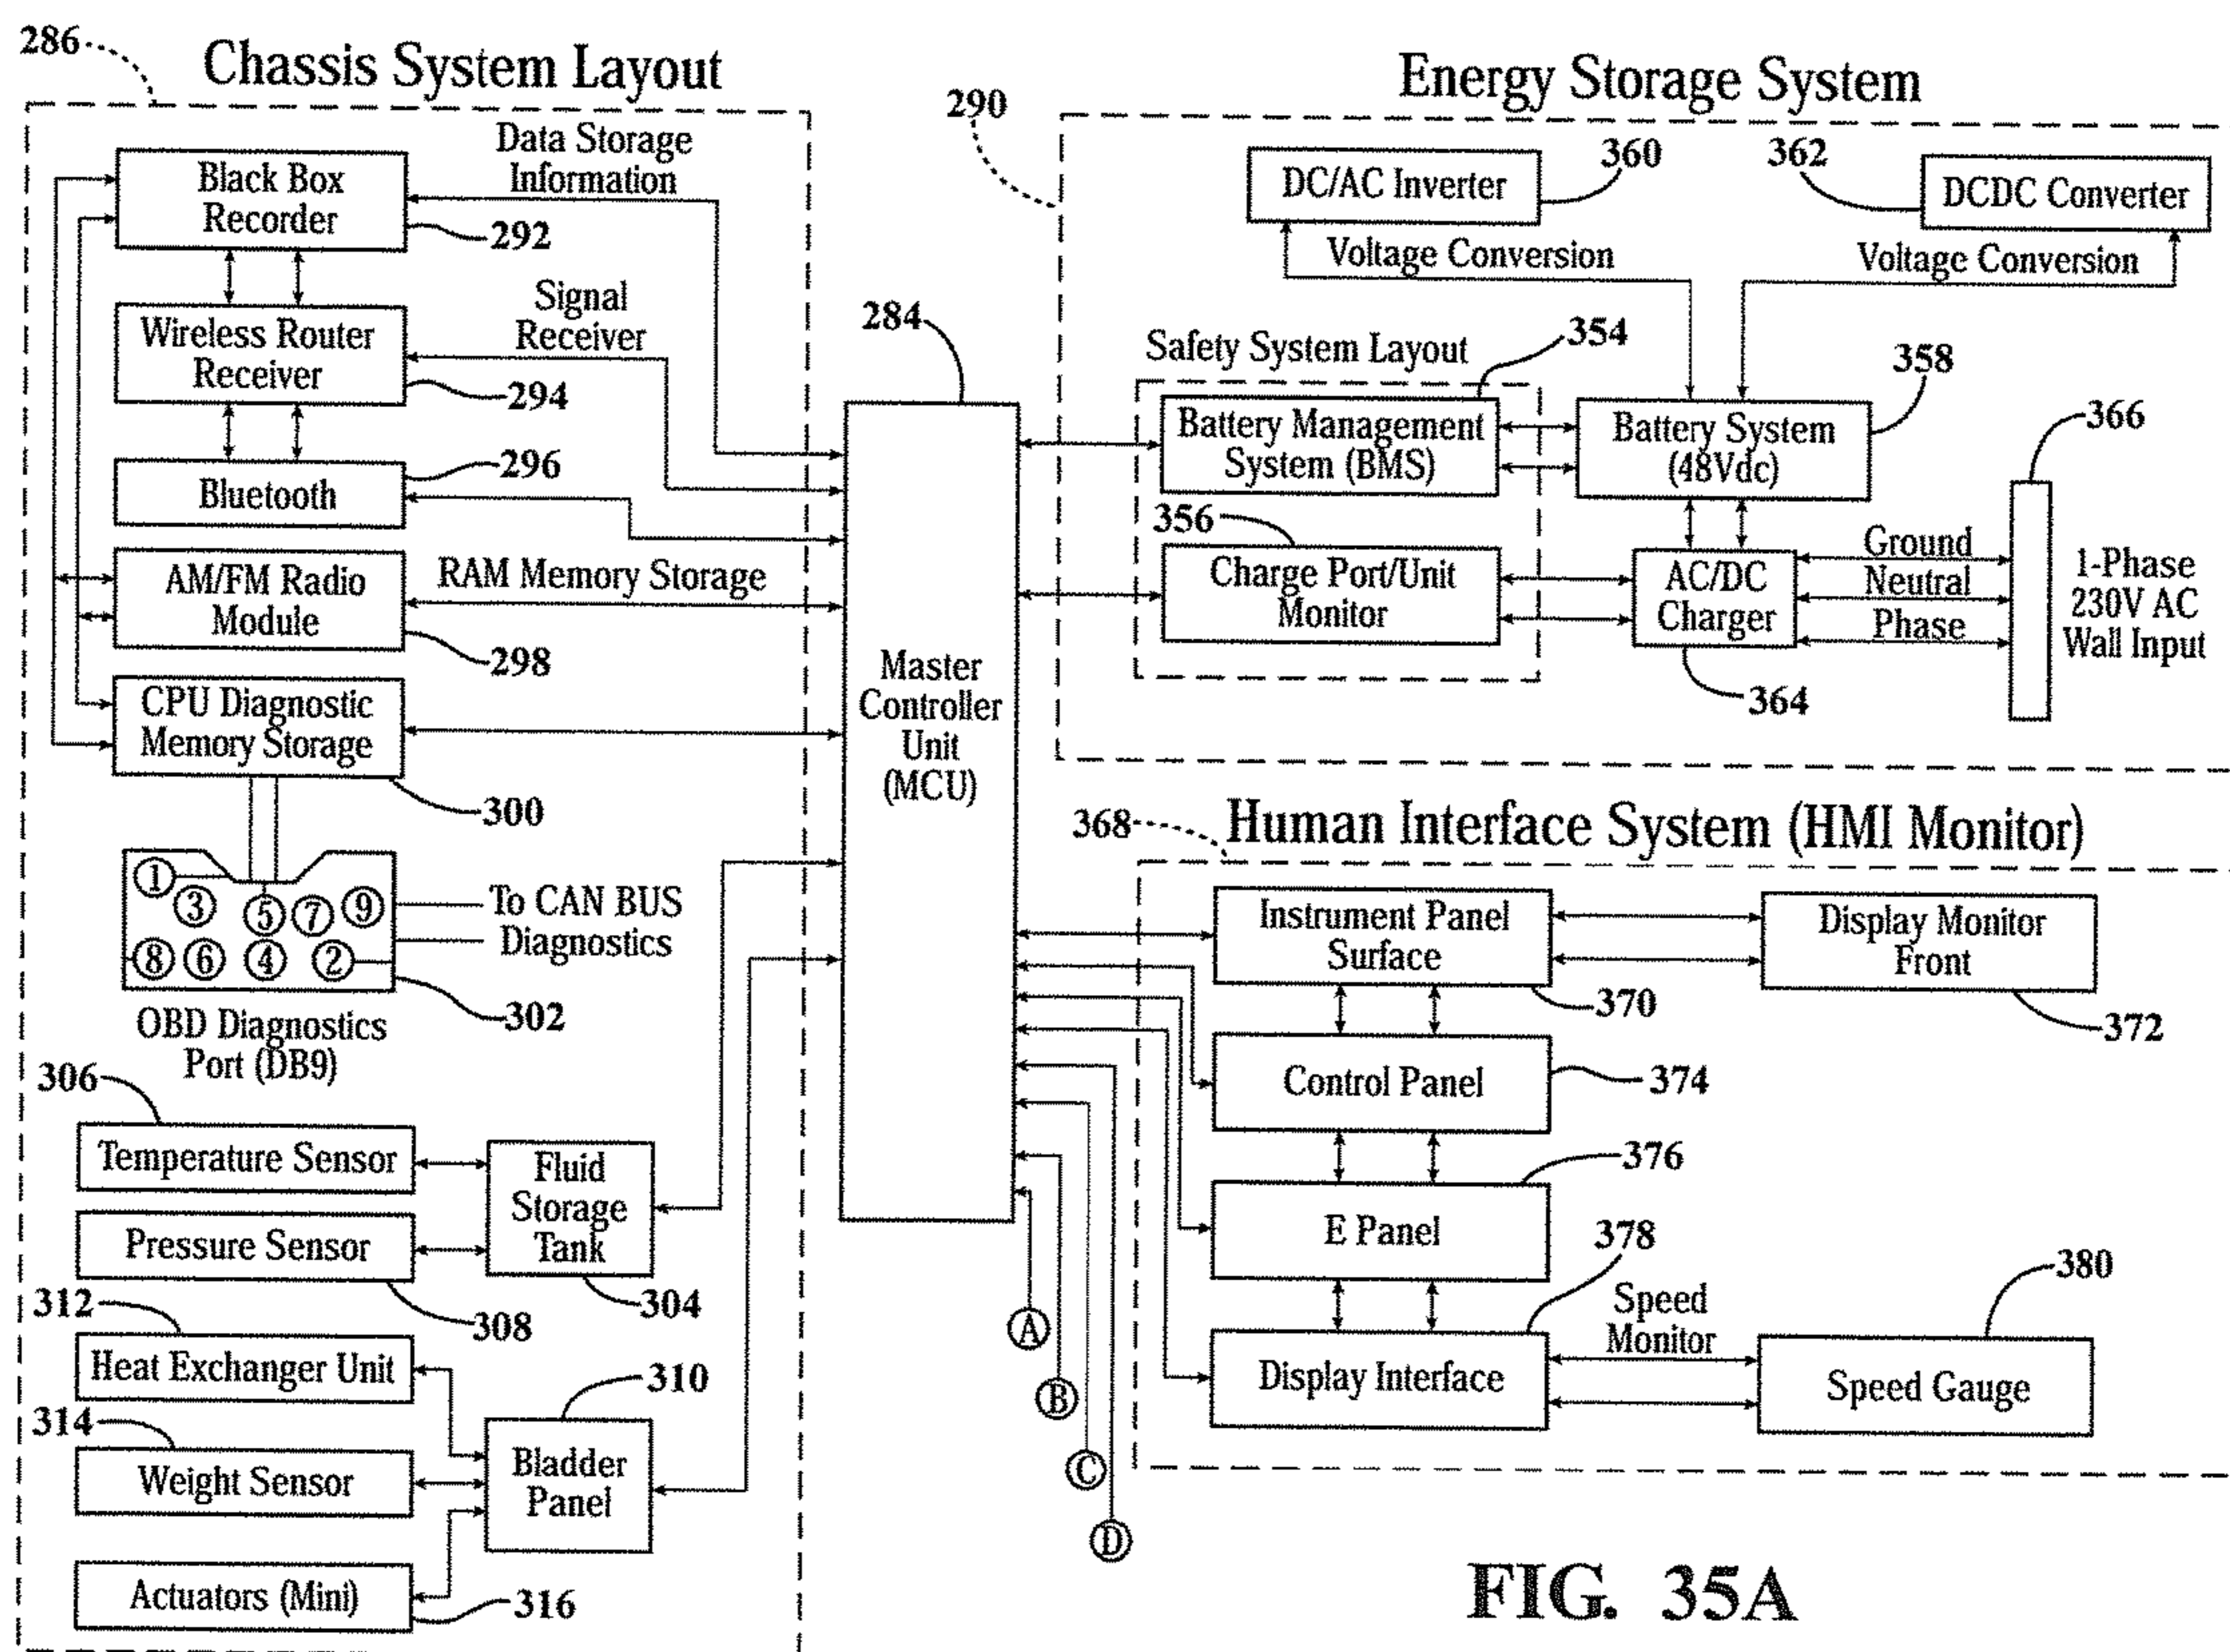 286
Chassis System Layout
Data Storage
Information
Black Box
Recorder
292
Signal
Receiver
Wireless Router
Receiver
294
296
Bluetooth
AM/FM Radio
Module
RAM Memory Storage
298
CPU Diagnostic
Memory Storage
300
1
3
5
7
9
8
6
4
2
To CAN BUS
Diagnostics
302
OBD Diagnostics
Port (DB9)
306
Temperature Sensor
Fluid
Storage
Tank
Pressure Sensor
304
308
312
Heat Exchanger Unit
310
314
Bladder
Panel
Weight Sensor
Actuators (Mini)
316
284
Master
Controller
Unit
(MCU)
A
B
C
D
Energy Storage System
290
DC/AC Inverter
360
362
DCDC Converter
Voltage Conversion
Voltage Conversion
Safety System Layout
354
358
Battery Management
System (BMS)
Battery System
(48Vdc)
366
356
Charge Port/Unit
Monitor
AC/DC
Charger
Ground
Neutral
Phase
1-Phase
230V AC
Wall Input
364
368
Human Interface System (HMI Monitor)
Instrument Panel
Surface
Display Monitor
Front
370
372
Control Panel
374
376
E Panel
378
Speed
Monitor
380
Display Interface
Speed Gauge
FIG. 35A